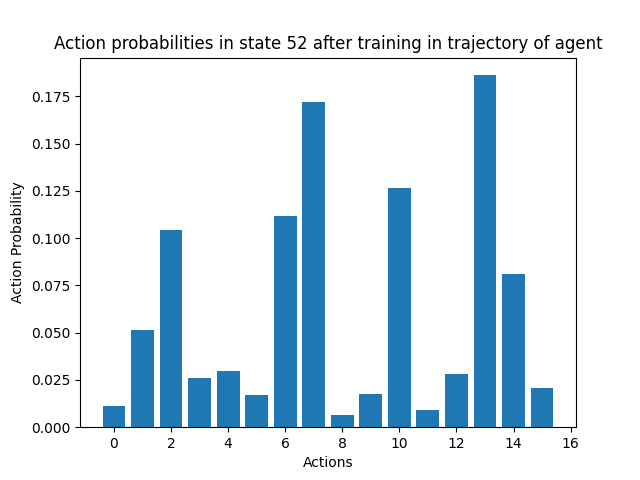 Action probabilities in state 52 after training in trajectory of agent
0.175
0.150
0.125
0.100
0.075
0.050
0.025
0.000
Action Probability
0 2 4 6 8 10 12 14 16
Actions